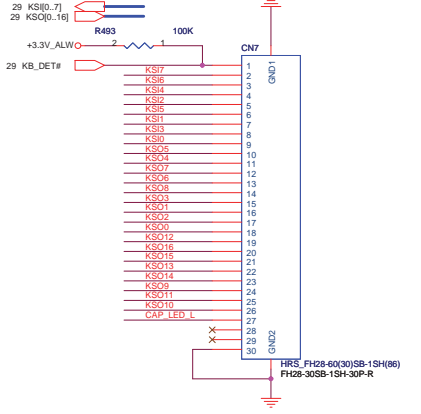 29 KSI[0..7]
29 KSO[0..16]
R493 100K
+3.3V_ALW 2 1
CN7
29 KB_DET# 1
KSI7 2
KSI6 3
KSI4 4
KSI2 5
KSI5 6
KSI1 7
KSI3 8
KSI0 9
KSO5 10
KSO4 11
KSO7 12
KSO6 13
KSO8 14
KSO3 15
KSO1 16
KSO2 17
KSO0 18
KSO12 19
KSO16 20
KSO15 21
KSO13 22
KSO14 23
KSO9 24
KSO11 25
KSO10 26
CAP_LED_L 27
28
29
30
GND1
GND2
HRS_FH28-60(30)SB-1SH(86)
FH28-30SB-1SH-30P-R